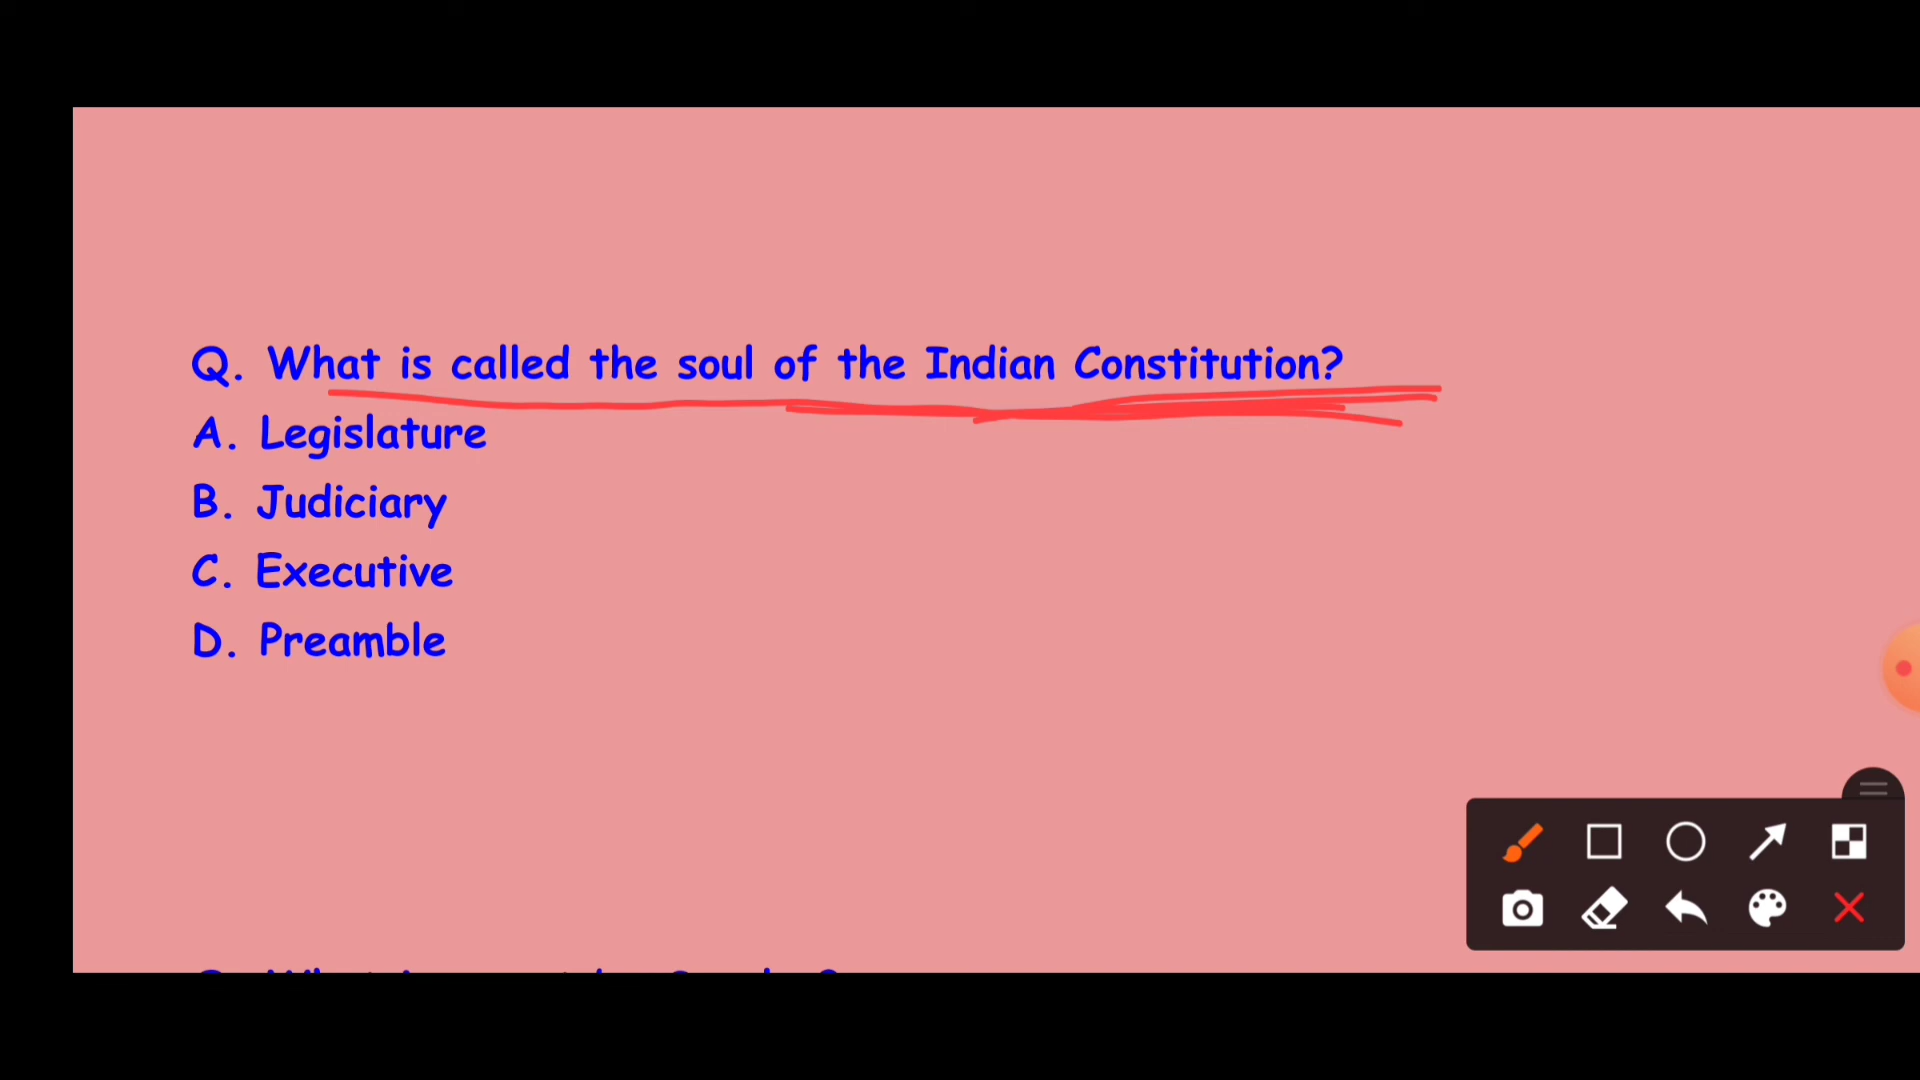 Q. What is called the soul of the Indian Constitution?
A. Legislature
B. Judiciary
C. Executive
D. Preamble